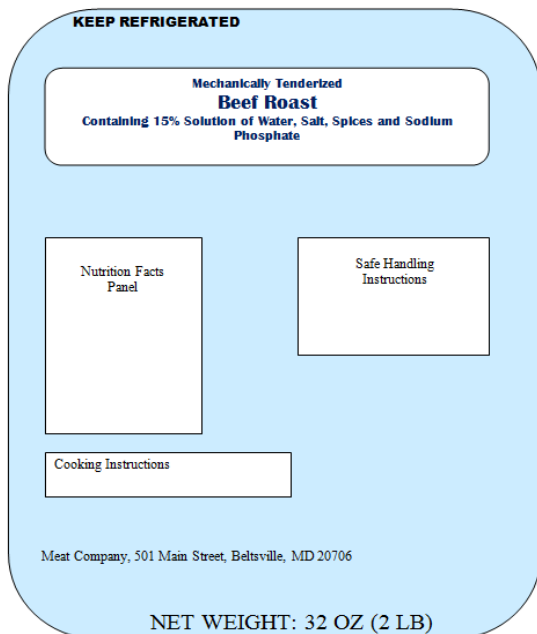 KEEP REFRIGERATED
Mechanically Tenderized
Beef Roast
Containing 15% Solution of Water, Salt, Spices and Sodium
Phosphate
Nutrition Facts
Panel
Safe Handling
Instructions
Cooking Instructions
Meat Company, 501 Main Street, Beltsville, MD 20706
NET WEIGHT: 32 OZ (2 LB)